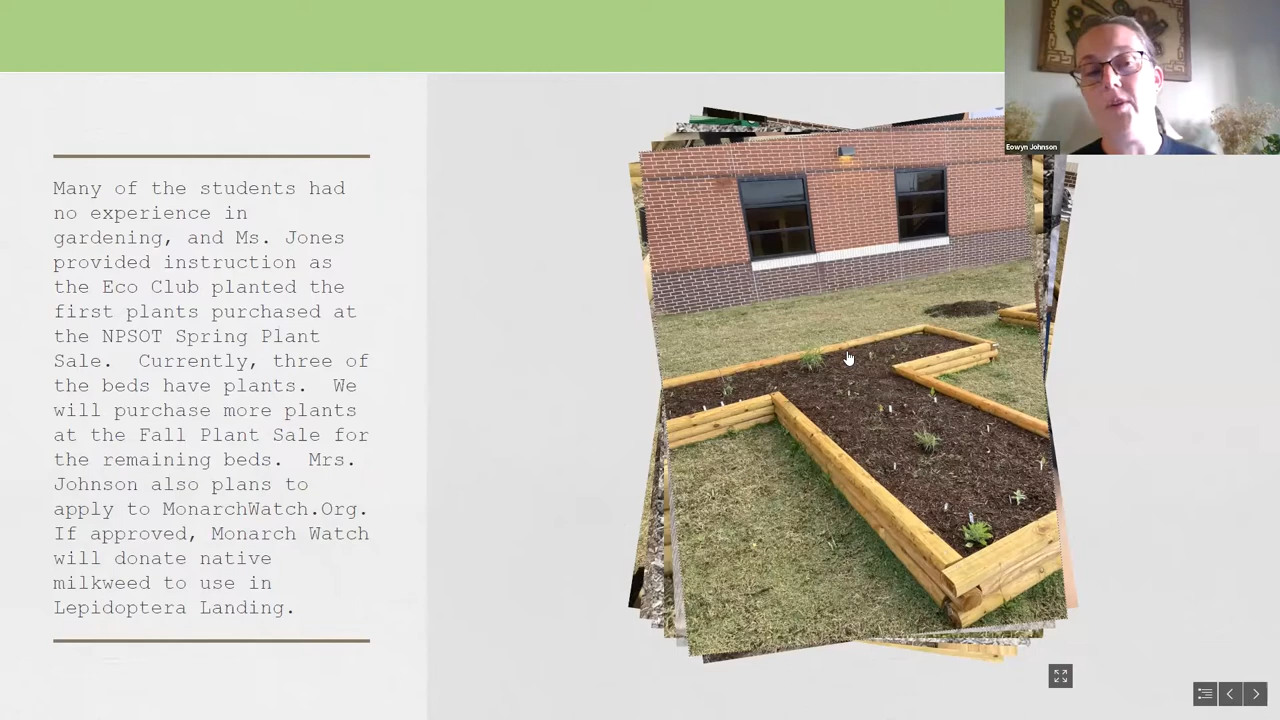 Eowyn Johnson
Many of the students had
no experience in
gardening, and Ms. Jones
provided instruction as
the Eco Club planted the
first plants purchased at
the NPSOT Spring Plant
Sale.  Currently, three of
the beds have plants.  We
will purchase more plants
at the Fall Plant Sale for
the remaining beds.  Mrs.
Johnson also plans to
apply to MonarchWatch.Org.
If approved, Monarch Watch
will donate native
milkweed to use in
Lepidoptera Landing.